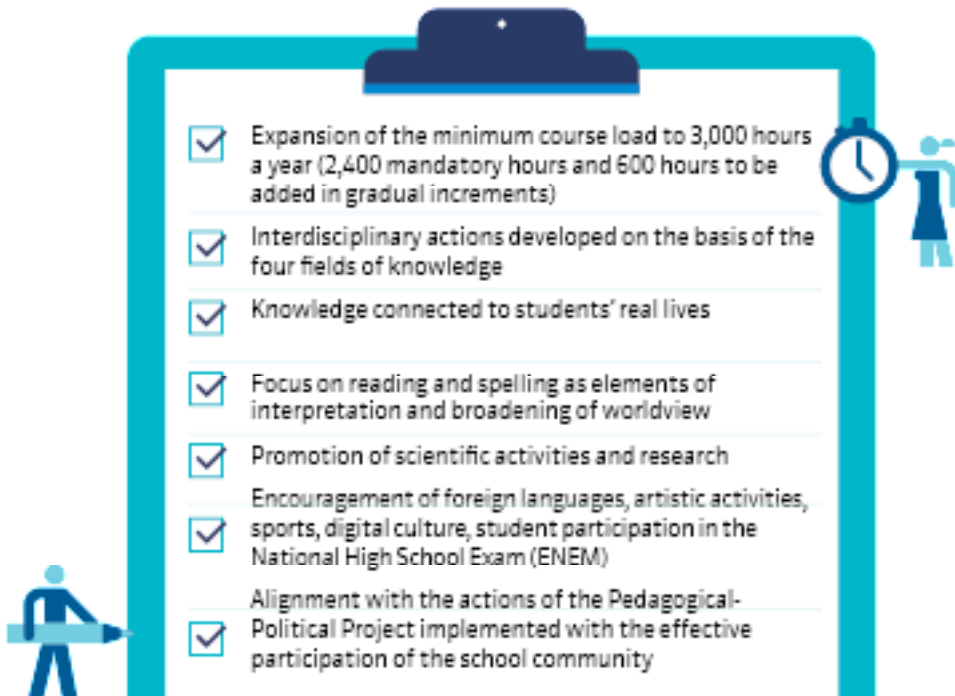 Expansion of the minimum course load to 3,000 hours
a year (2,400 mandatory hours and 600 hours to be
added in gradual increments)
Interdisciplinary actions developed on the basis of the
four fields of knowledge
Knowledge connected to students' real lives
Focus on reading and spelling as elements of
interpretation and broadening of worldview
Promotion of scientific activities and research
Encouragement of foreign languages, artistic activities,
sports, digital culture, student participation in the
National High School Exam (ENEM)
Alignment with the actions of the Pedagogical-
Political Project implemented with the effective
participation of the school community